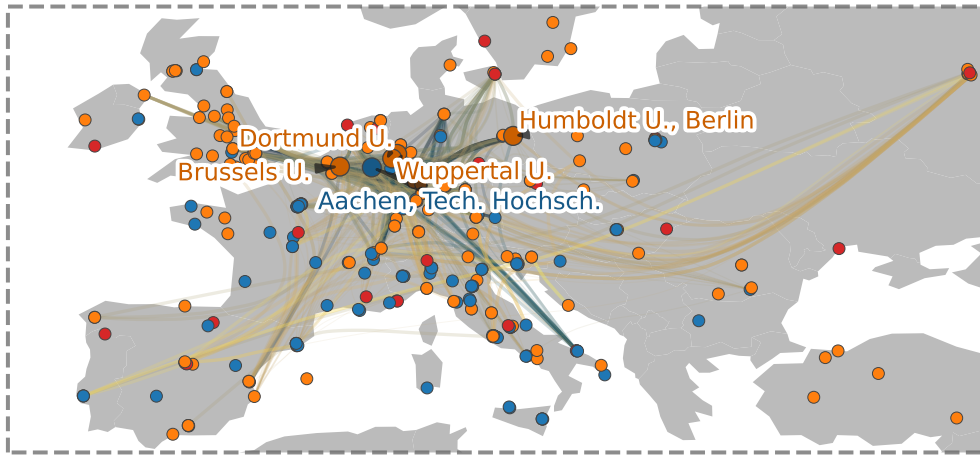 Humboldt U., Berlin
Dortmund U.
Brussels U.
Wuppertal U.
Aachen, Tech. Hochsch.